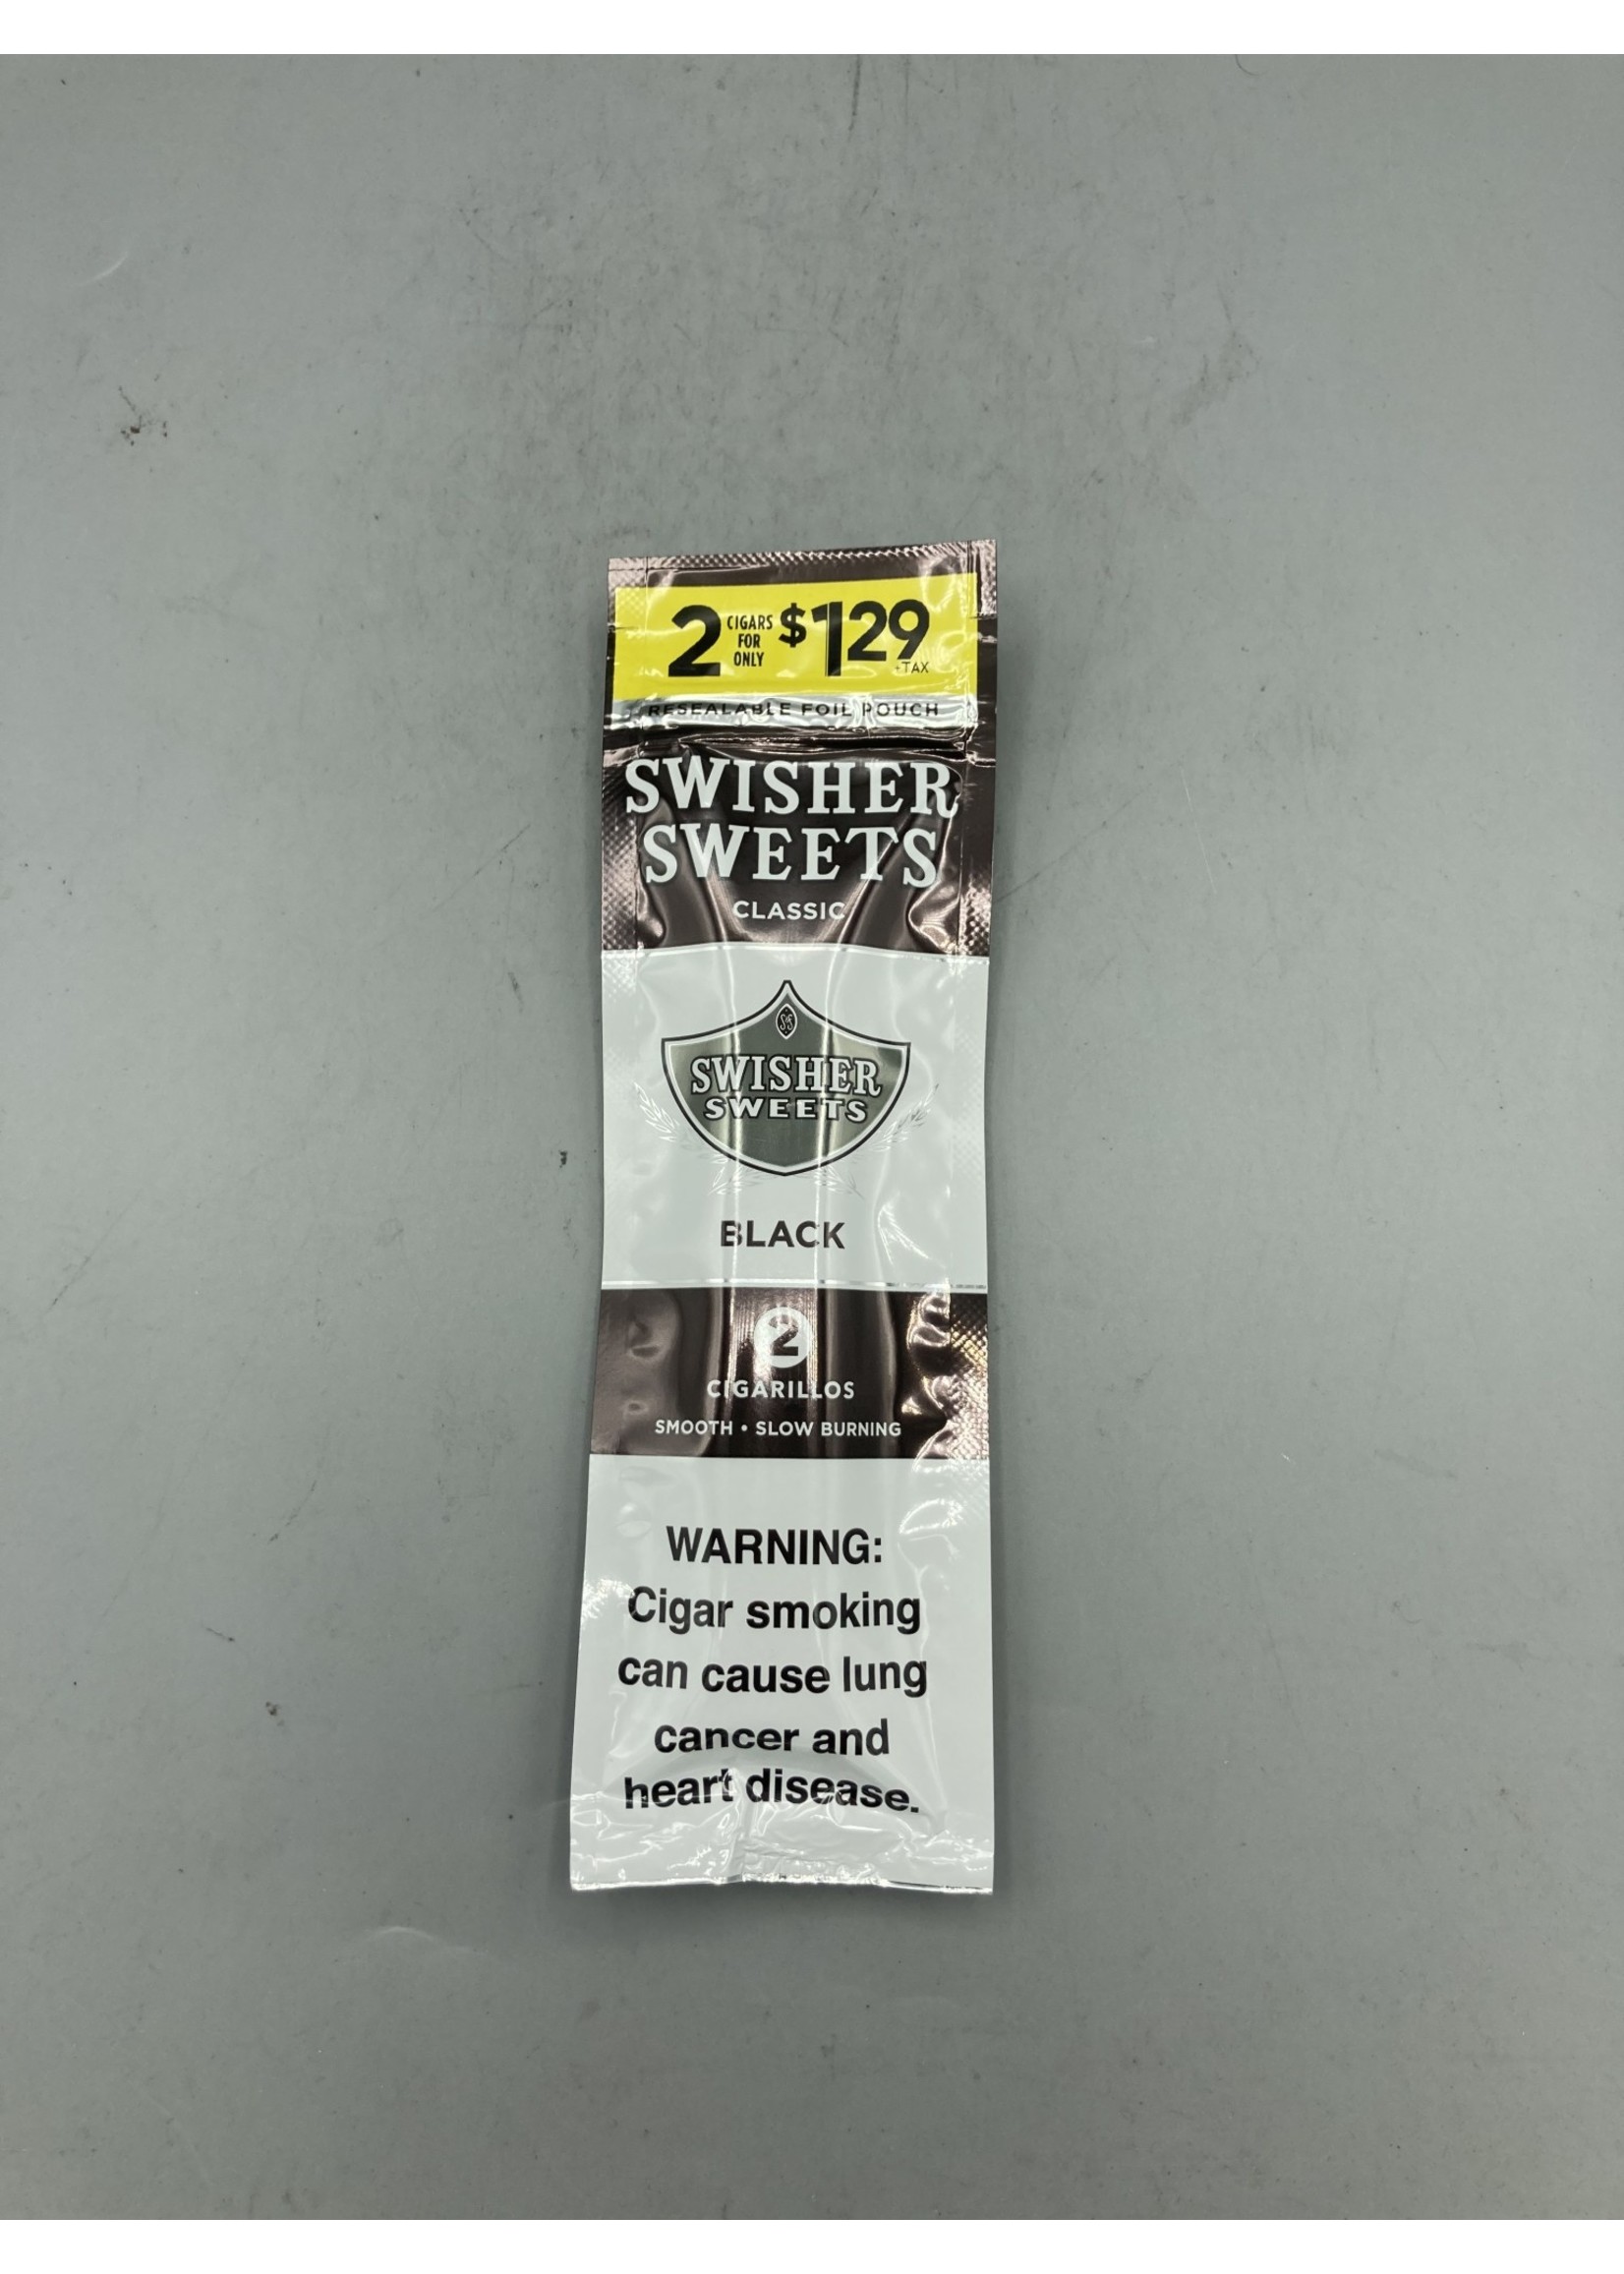 2 CIGARS FOR ONLY $1.29 +TAX
RESEALABLE FOIL POUCH
SWISHER
SWEETS
CLASSIC
SWISHER
SWEETS
BLACK
2
CIGARILLOS
SMOOTH • SLOW BURNING
WARNING:
Cigar smoking
can cause lung
cancer and
heart disease.